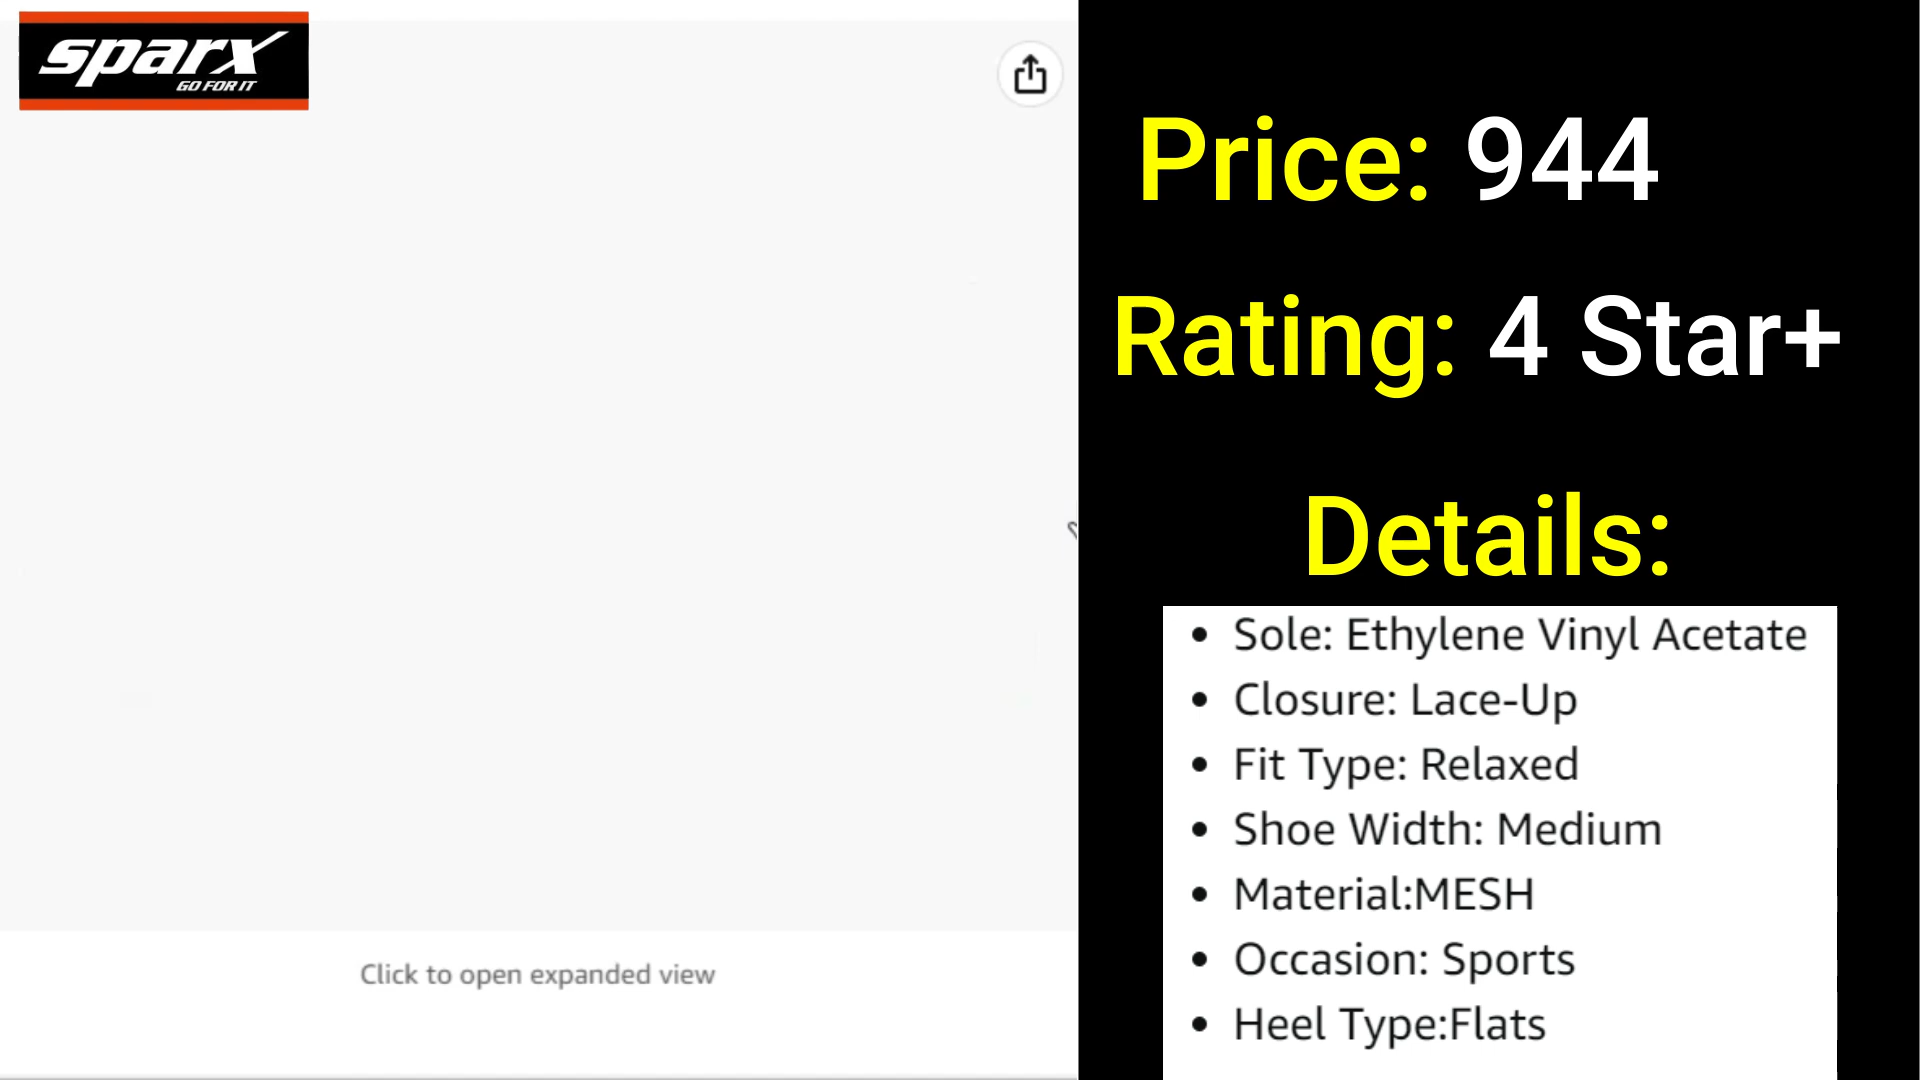 sparx
GO FOR IT
Price: 944
Rating: 4 Star+
Details:
• Sole: Ethylene Vinyl Acetate
• Closure: Lace-Up
• Fit Type: Relaxed
• Shoe Width: Medium
• Material:MESH
• Occasion: Sports
• Heel Type:Flats
Click to open expanded view